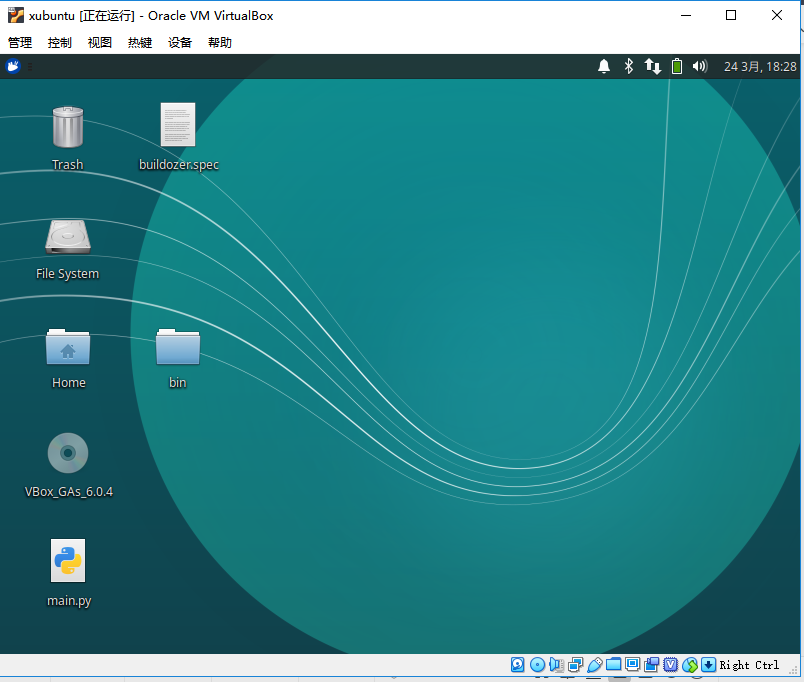 xubuntu [正在运行] - Oracle VM VirtualBox
管理 控制 视图 热键 设备 帮助
24 3月, 18:28
Trash
buildozer.spec
File System
Home
bin
VBox_GAs_6.0.4
main.py
Right Ctrl